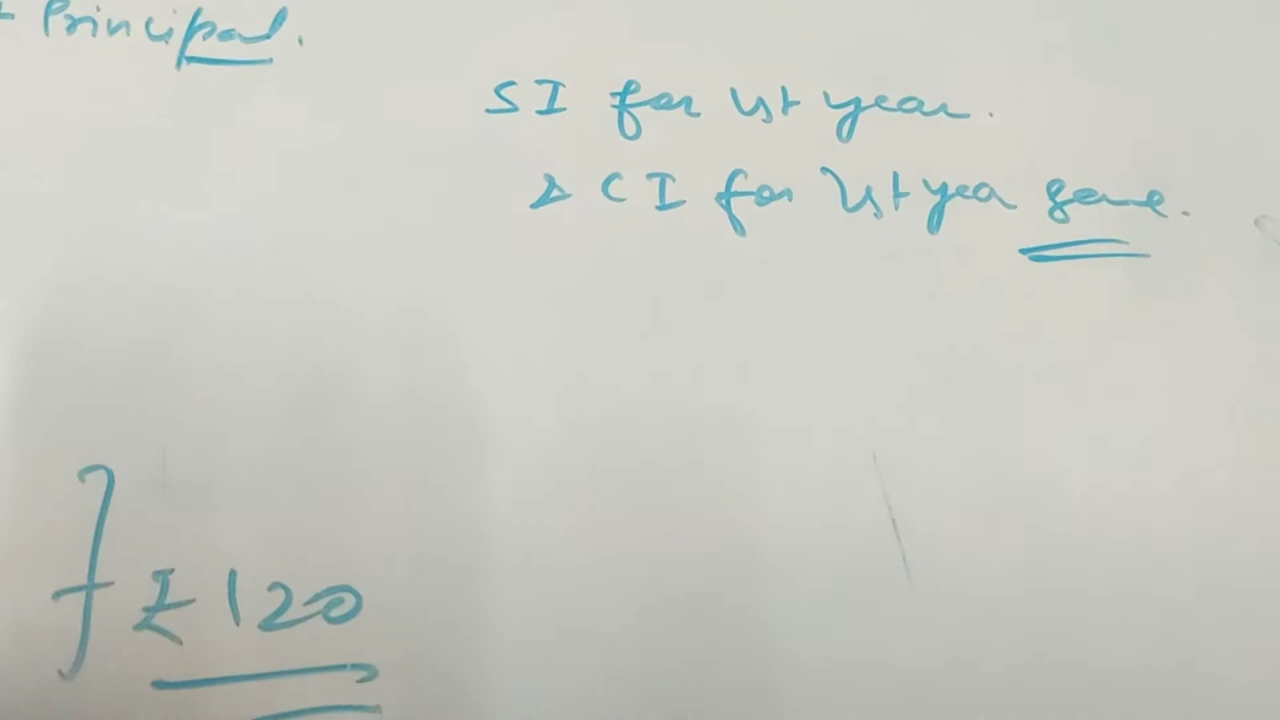 Principal.
SI for 1st year.
& CI for 1st year same.
} ₹ 120